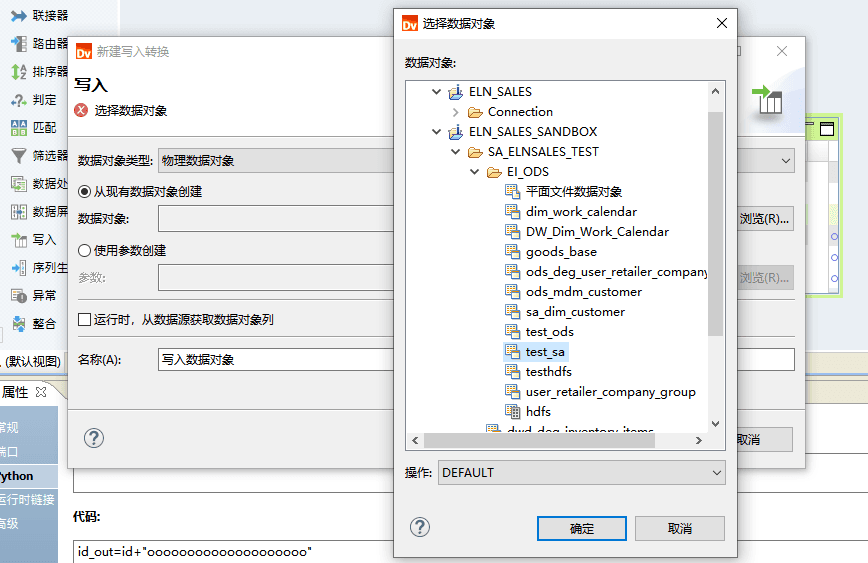 联接器
路由器
排序器
判定
匹配
筛选器
数据处
数据屏
写入
序列生
异常
整合
(默认视图)
属性
常规
端口
Python
运行时链接
高级
Dv 新建写入转换
写入
选择数据对象
数据对象类型: 物理数据对象
从现有数据对象创建
数据对象:
浏览(R)...
使用参数创建
参数:
浏览(R)...
运行时，从数据源获取数据对象列
名称(A): 写入数据对象
取消
代码:
id_out=id+"oooooooooooooooooooo"
Dv 选择数据对象
数据对象:
ELN_SALES
Connection
ELN_SALES_SANDBOX
SA_ELNSALES_TEST
EI_ODS
平面文件数据对象
dim_work_calendar
DW_Dim_Work_Calendar
goods_base
ods_deg_user_retailer_company
ods_mdm_customer
sa_dim_customer
test_ods
test_sa
testhdfs
user_retailer_company_group
hdfs
dwd_deg_inventory_items
操作: DEFAULT
确定
取消